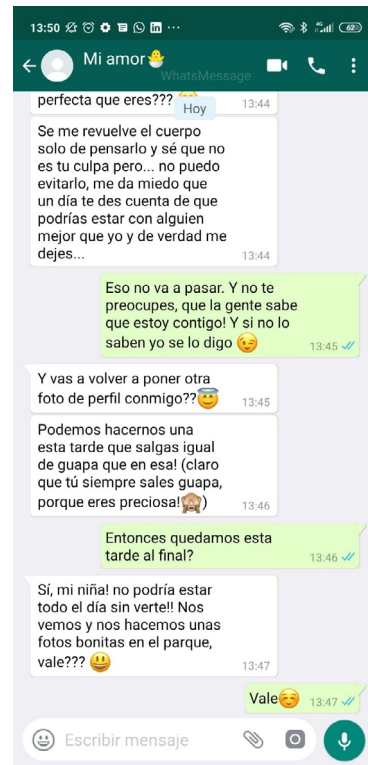 13:50
4G
62
Mi amor🐣
WhatsMessage
perfecta que eres???
13:44
Hoy
Se me revuelve el cuerpo
solo de pensarlo y sé que no
es tu culpa pero... no puedo
evitarlo, me da miedo que
un día te des cuenta de que
podrías estar con alguien
mejor que yo y de verdad me
dejes...
13:44
Eso no va a pasar. Y no te
preocupes, que la gente sabe
que estoy contigo! Y si no lo
saben yo se lo digo 😉
13:45
Y vas a volver a poner otra
foto de perfil conmigo??😇
13:45
Podemos hacernos una
esta tarde que salgas igual
de guapa que en esa! (claro
que tú siempre sales guapa,
porque eres preciosa!🙈)
13:46
Entonces quedamos esta
tarde al final?
13:46
Sí, mi niña! no podría estar
todo el día sin verte!! Nos
vemos y nos hacemos unas
fotos bonitas en el parque,
vale??? 😃
13:47
Vale☺️
13:47
Escribir mensaje